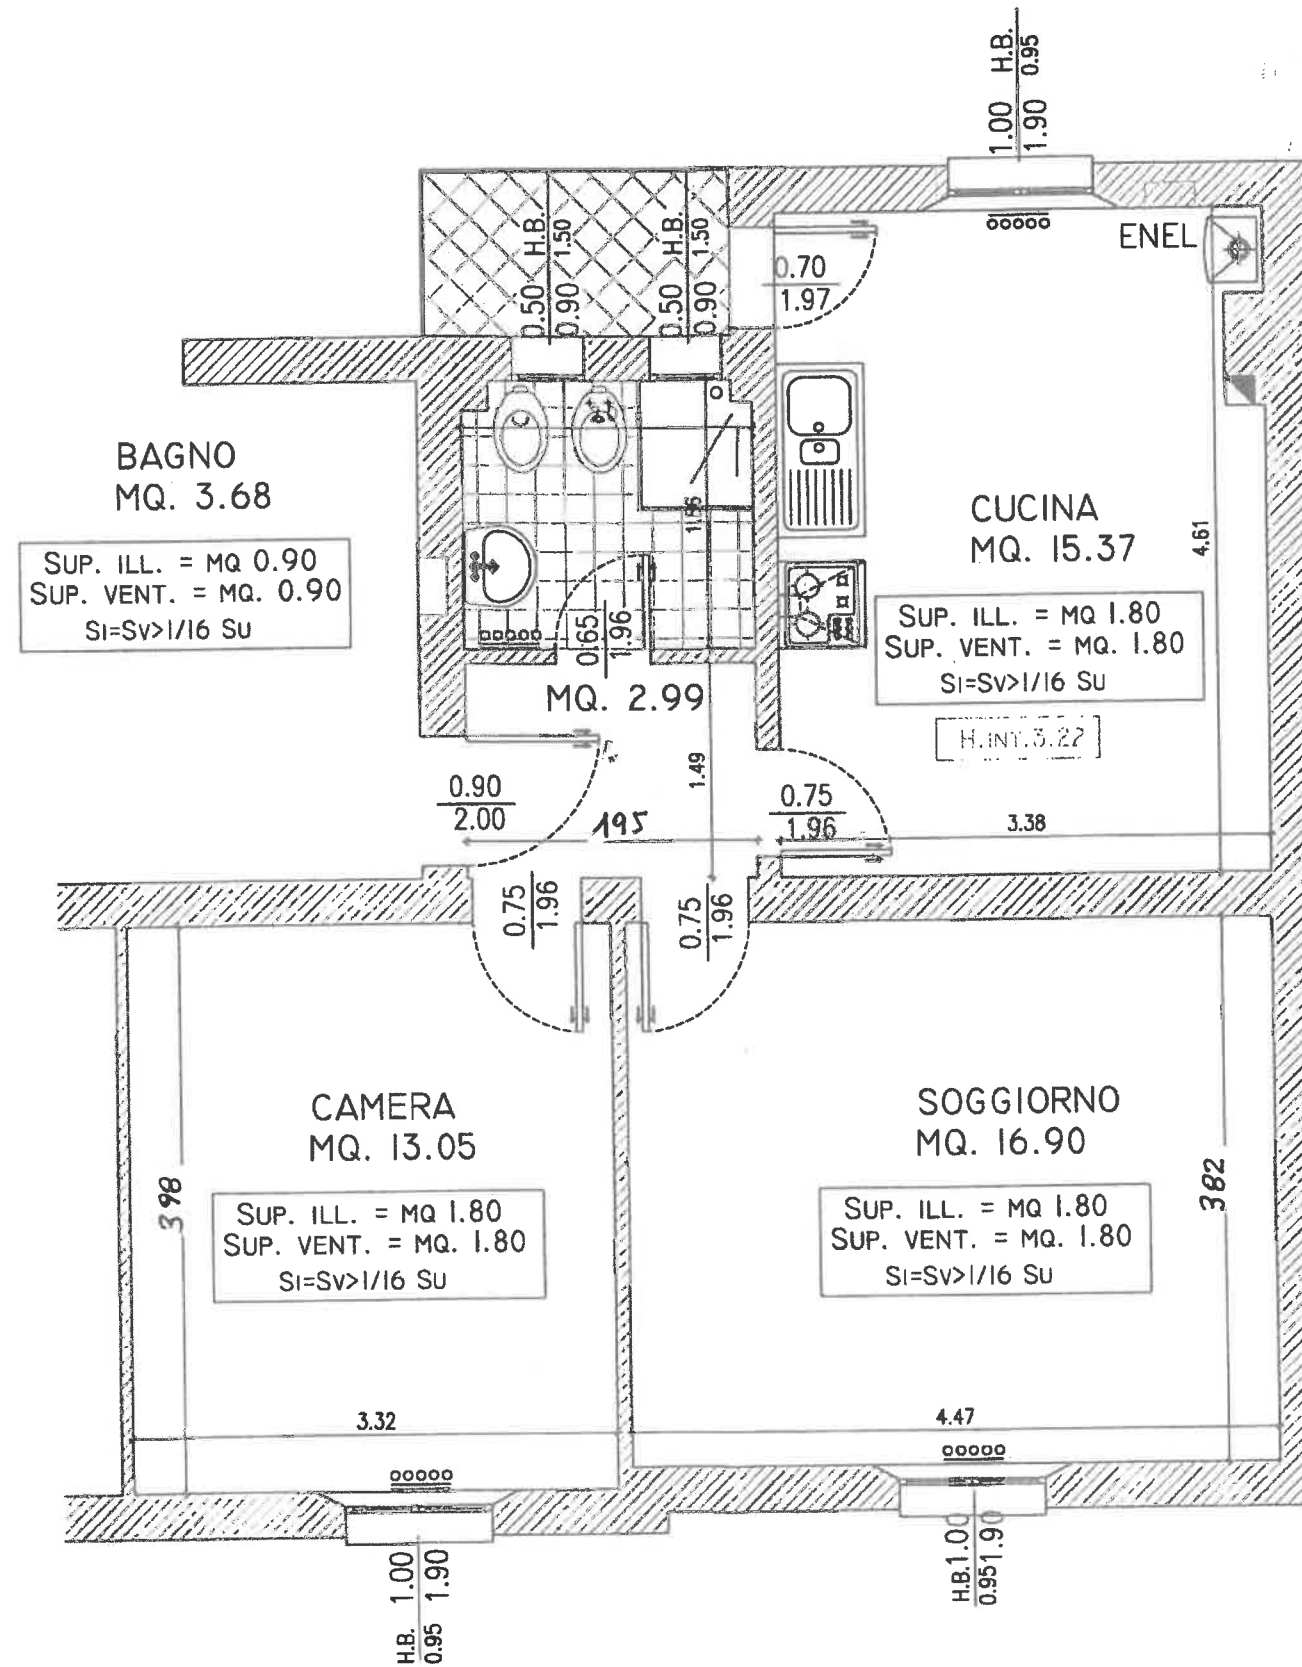 1.00 H.B.
1.90 0.95
ENEL
0.50 H.B.
0.90 1.50
0.50 H.B.
0.90 1.50
0.70
1.97
BAGNO
MQ. 3.68
SUP. ILL. = MQ 0.90
SUP. VENT. = MQ. 0.90
SI=SV>1/16 SU
1.86
CUCINA
MQ. 15.37
4.61
SUP. ILL. = MQ 1.80
SUP. VENT. = MQ. 1.80
SI=SV>1/16 SU
H.INT.3.22
0.65
1.96
MQ. 2.99
1.49
0.90
2.00
195
0.75
1.96
3.38
0.75
1.96
0.75
1.96
CAMERA
MQ. 13.05
398
SUP. ILL. = MQ 1.80
SUP. VENT. = MQ. 1.80
SI=SV>1/16 SU
SOGGIORNO
MQ. 16.90
382
SUP. ILL. = MQ 1.80
SUP. VENT. = MQ. 1.80
SI=SV>1/16 SU
3.32
4.47
H.B. 1.00
0.95 1.90
H.B.1.00
0.951.90